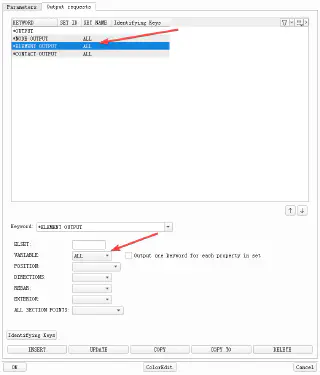 Parameters Output requests
KEYWORD SET ID SET NAME Identifying Keys
*OUTPUT
*NODE OUTPUT ALL
*ELEMENT OUTPUT ALL
*CONTACT OUTPUT ALL
Keyword: *ELEMENT OUTPUT
ELSET:
VARIABLE: ALL Output one keyword for each property in set
POSITION:
DIRECTIONS:
REBAR:
EXTERIOR:
ALL SECTION POINTS:
Identifying Keys
INSERT UPDATE COPY COPY TO DELETE
OK ColorEdit Cancel